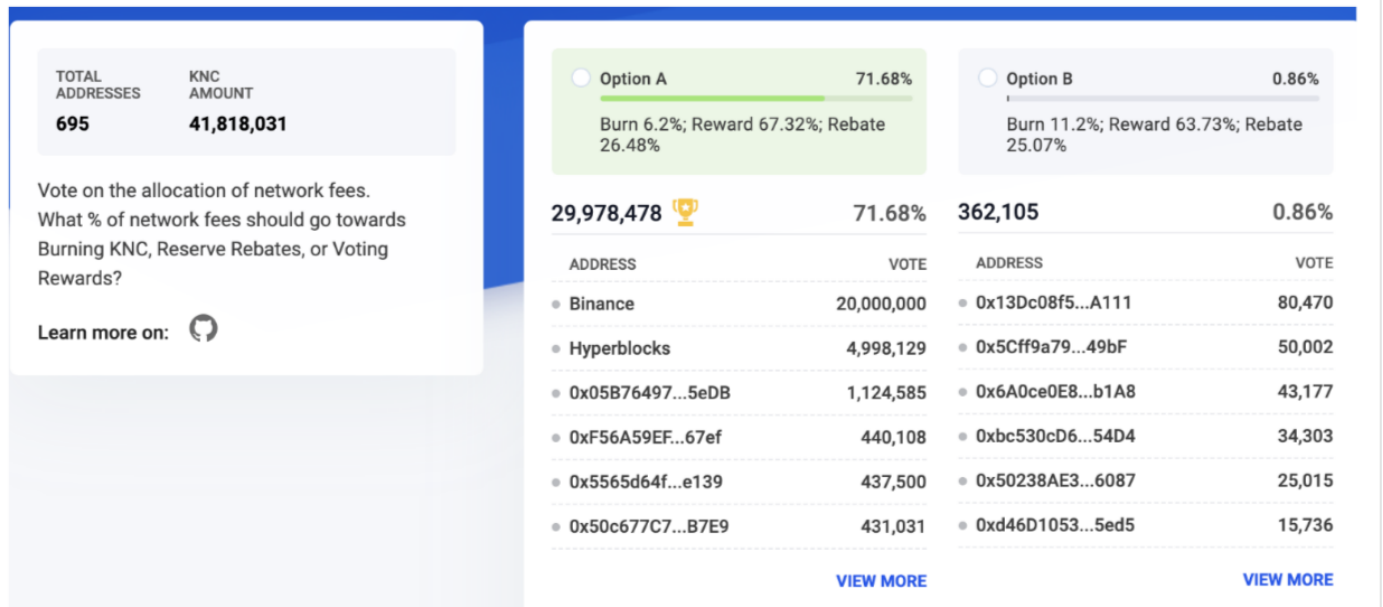 TOTAL ADDRESSES
695
KNC AMOUNT
41,818,031
Vote on the allocation of network fees.
What % of network fees should go towards
Burning KNC, Reserve Rebates, or Voting
Rewards?
Learn more on:
Option A 71.68%
Burn 6.2%; Reward 67.32%; Rebate
26.48%
29,978,478 71.68%
ADDRESS VOTE
Binance 20,000,000
Hyperblocks 4,998,129
0x05B76497...5eDB 1,124,585
0xF56A59EF...67ef 440,108
0x5565d64f...e139 437,500
0x50c677C7...B7E9 431,031
VIEW MORE
Option B 0.86%
Burn 11.2%; Reward 63.73%; Rebate
25.07%
362,105 0.86%
ADDRESS VOTE
0x13Dc08f5...A111 80,470
0x5Cff9a79...49bF 50,002
0x6A0ce0E8...b1A8 43,177
0xbc530cD6...54D4 34,303
0x50238AE3...6087 25,015
0xd46D1053...5ed5 15,736
VIEW MORE